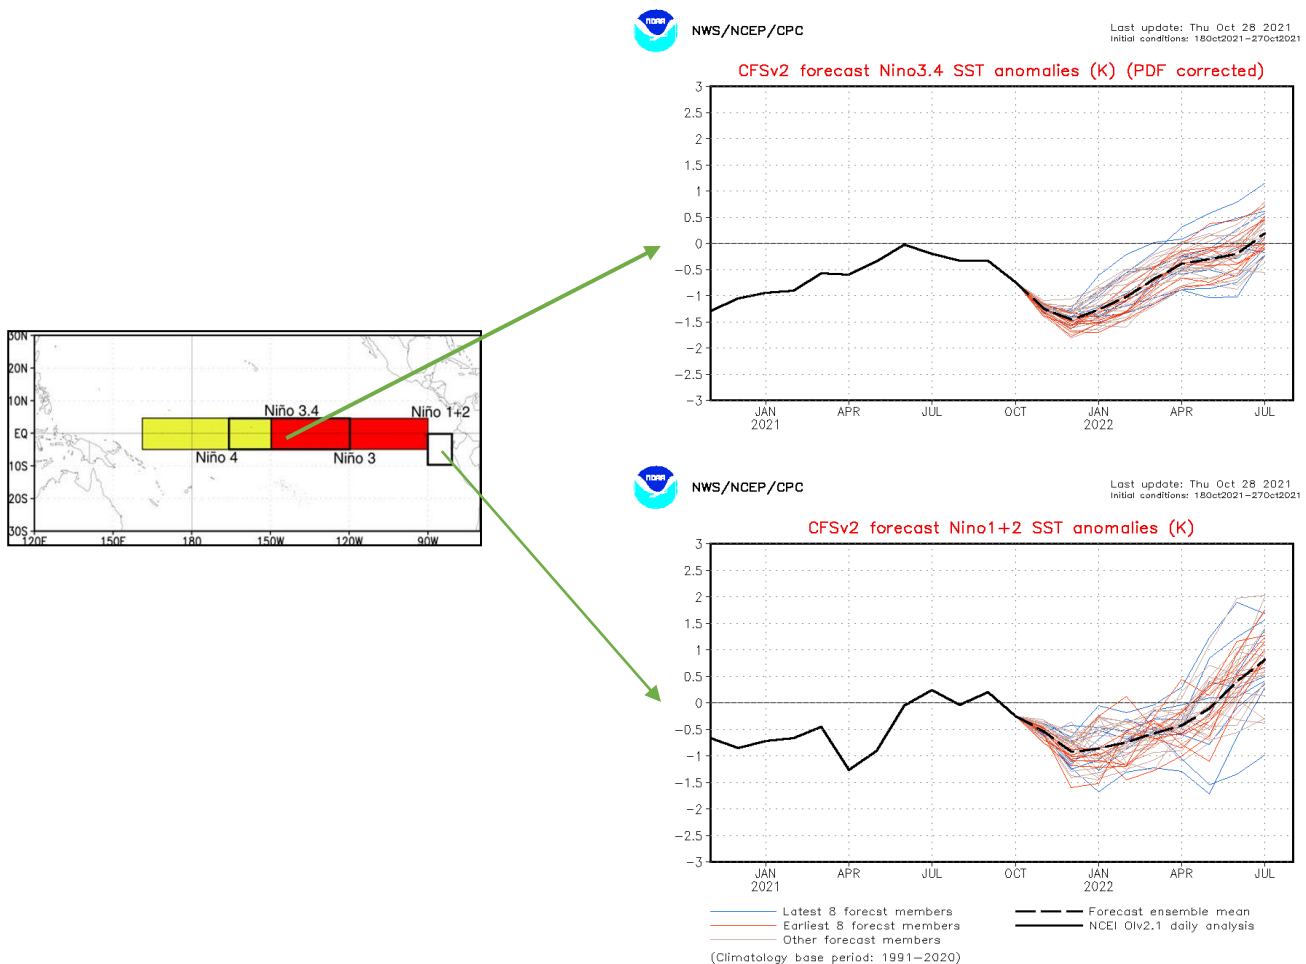 30N
20N
10N
EQ
10S
20S
30S
120E 150E 180 150W 120W 90W
Niño 3.4
Niño 1+2
Niño 4
Niño 3
NOAA
NWS/NCEP/CPC
Last update: Thu Oct 28 2021
Initial conditions: 18Oct2021-27Oct2021
CFSv2 forecast Nino3.4 SST anomalies (K) (PDF corrected)
3
2.5
2
1.5
1
0.5
0
-0.5
-1
-1.5
-2
-2.5
-3
JAN APR JUL OCT JAN APR JUL
2021 2022
NOAA
NWS/NCEP/CPC
Last update: Thu Oct 28 2021
Initial conditions: 18Oct2021-27Oct2021
CFSv2 forecast Nino1+2 SST anomalies (K)
3
2.5
2
1.5
1
0.5
0
-0.5
-1
-1.5
-2
-2.5
-3
JAN APR JUL OCT JAN APR JUL
2021 2022
Latest 8 forecst members
Earliest 8 forecst members
Other forecast members
Forecast ensemble mean
NCEI OIv2.1 daily analysis
(Climatology base period: 1991-2020)